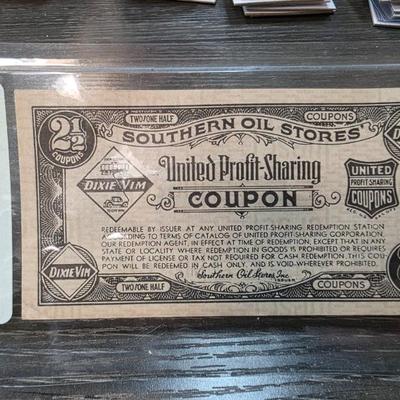 TWO/ONE HALF COUPONS
2½ COUPONS
SOUTHERN OIL STORES
DIXIE VIM
United Profit-Sharing
COUPON
UNITED
PROFIT-SHARING
COUPONS
REDEEMABLE BY ISSUER AT ANY UNITED PROFIT-SHARING REDEMPTION STATION
ACCORDING TO TERMS OF CATALOG OF UNITED PROFIT-SHARING CORPORATION,
OUR REDEMPTION AGENT, IN EFFECT AT TIME OF REDEMPTION, EXCEPT THAT IN ANY
STATE OR LOCALITY WHERE REDEMPTION IN GOODS IS PROHIBITED OR REQUIRES
PAYMENT OF LICENSE OR TAX NOT REQUIRED FOR CASH REDEMPTION, THIS COU-
PON WILL BE REDEEMED IN CASH ONLY, AND IS VOID WHEREVER PROHIBITED.
DIXIE VIM
Southern Oil Stores, Inc.
ISSUER
TWO/ONE HALF COUPONS